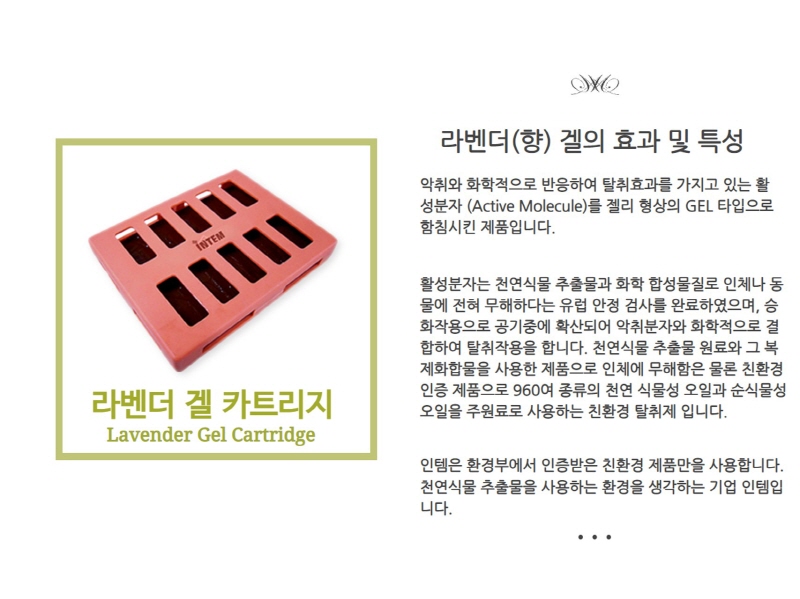 라벤더(향) 겔의 효과 및 특성
악취와 화학적으로 반응하여 탈취효과를 가지고 있는 활
성분자 (Active Molecule)를 젤리 형상의 GEL 타입으로
함침시킨 제품입니다.
활성분자는 천연식물 추출물과 화학 합성물질로 인체나 동
물에 전혀 무해하다는 유럽 안정 검사를 완료하였으며, 승
화작용으로 공기중에 확산되어 악취분자와 화학적으로 결
합하여 탈취작용을 합니다. 천연식물 추출물 원료와 그 복
제화합물을 사용한 제품으로 인체에 무해함은 물론 친환경
인증 제품으로 960여 종류의 천연 식물성 오일과 순식물성
오일을 주원료로 사용하는 친환경 탈취제 입니다.
인템은 환경부에서 인증받은 친환경 제품만을 사용합니다.
천연식물 추출물을 사용하는 환경을 생각하는 기업 인템입
니다.
INTEM
라벤더 겔 카트리지
Lavender Gel Cartridge